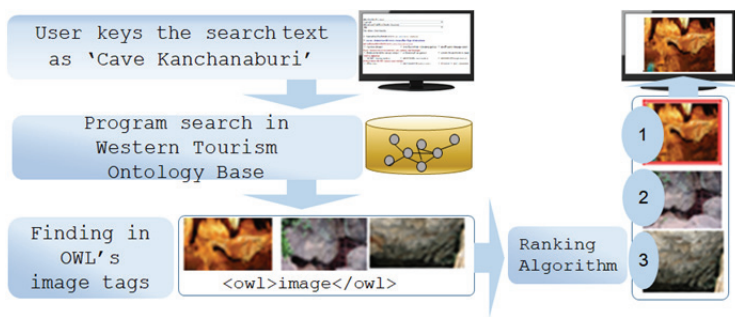 User keys the search text
as ‘Cave Kanchanaburi’
Program search in
Western Tourism
Ontology Base
Finding in
OWL's
image tags
<owl>image</owl>
Ranking
Algorithm
1
2
3